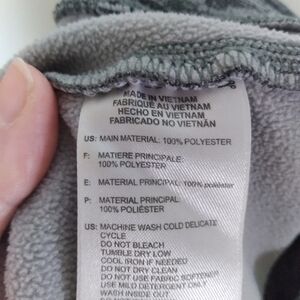 MADE IN VIETNAM
FABRIQUÉ AU VIETNAM
HECHO EN VIETNAM
FABRICADO NO VIETNÃ
US: MAIN MATERIAL: 100% POLYESTER
F: MATIERE PRINCIPALE:
100% POLYESTER
E: MATERIAL PRINCIPAL: 100% poliéster
P: MATERIAL PRINCIPAL:
100% POLIÉSTER
US: MACHINE WASH COLD DELICATE
CYCLE
DO NOT BLEACH
TUMBLE DRY LOW
COOL IRON IF NEEDED
DO NOT DRY CLEAN
DO NOT USE FABRIC SOFTENER
USE MILD DETERGENT ONLY
WASH INSIDE OUT